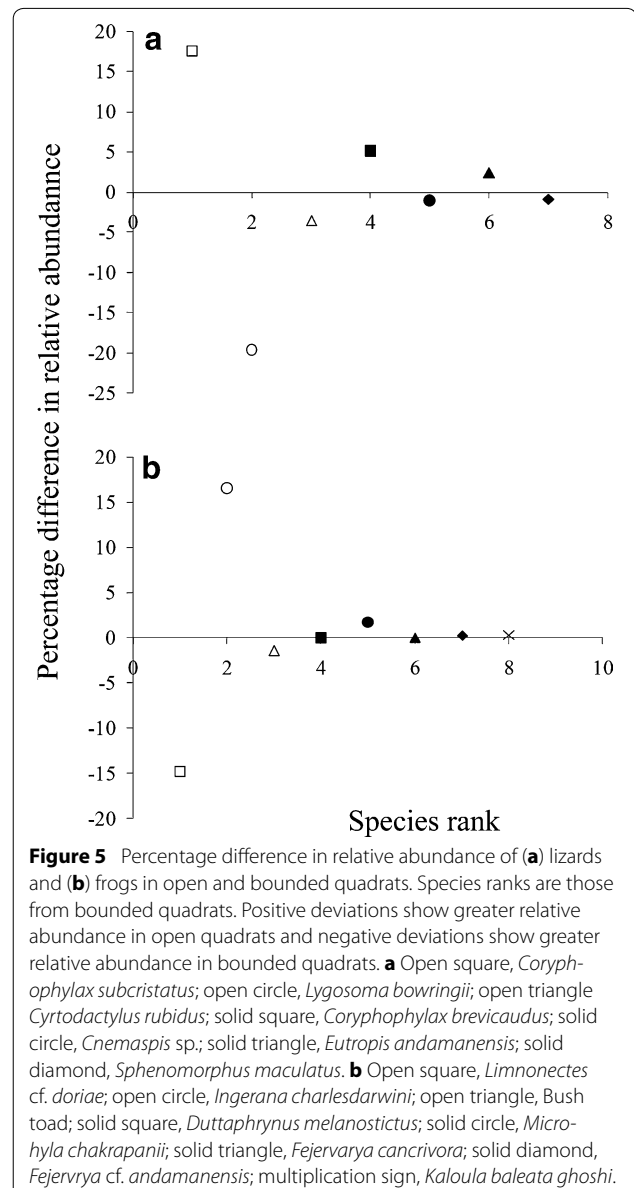 Percentage difference in relative abundannce
a
20
15
10
5
0
-5
-10
-15
-20
-25
0 2 4 6 8
b
20
15
10
5
0
-5
-10
-15
-20
0 2 4 6 8 10
Species rank
Figure 5 Percentage difference in relative abundance of (a) lizards
and (b) frogs in open and bounded quadrats. Species ranks are those
from bounded quadrats. Positive deviations show greater relative
abundance in open quadrats and negative deviations show greater
relative abundance in bounded quadrats. a Open square, Coryph-
ophylax subcristatus; open circle, Lygosoma bowringii; open triangle
Cyrtodactylus rubidus; solid square, Coryphophylax brevicaudus; solid
circle, Cnemaspis sp.; solid triangle, Eutropis andamanensis; solid
diamond, Sphenomorphus maculatus. b Open square, Limnonectes
cf. doriae; open circle, Ingerana charlesdarwini; open triangle, Bush
toad; solid square, Duttaphrynus melanostictus; solid circle, Micro-
hyla chakrapanii; solid triangle, Fejervarya cancrivora; solid diamond,
Fejervrya cf. andamanensis; multiplication sign, Kaloula baleata ghoshi.